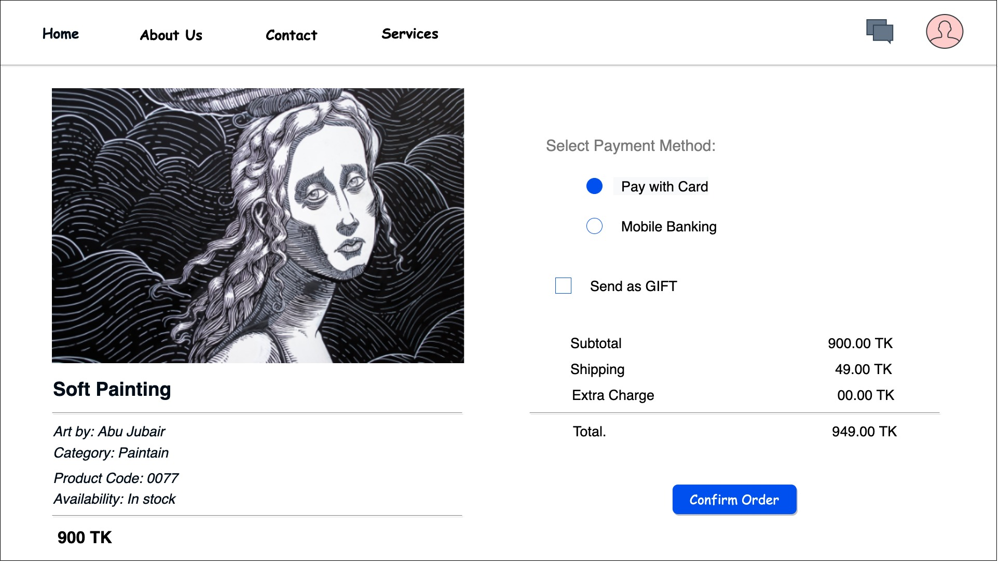 Home
About Us
Contact
Services
Soft Painting
Art by: Abu Jubair
Category: Paintain
Product Code: 0077
Availability: In stock
900 TK
Select Payment Method:
Pay with Card
Mobile Banking
Send as GIFT
Subtotal 900.00 TK
Shipping 49.00 TK
Extra Charge 00.00 TK
Total. 949.00 TK
Confirm Order